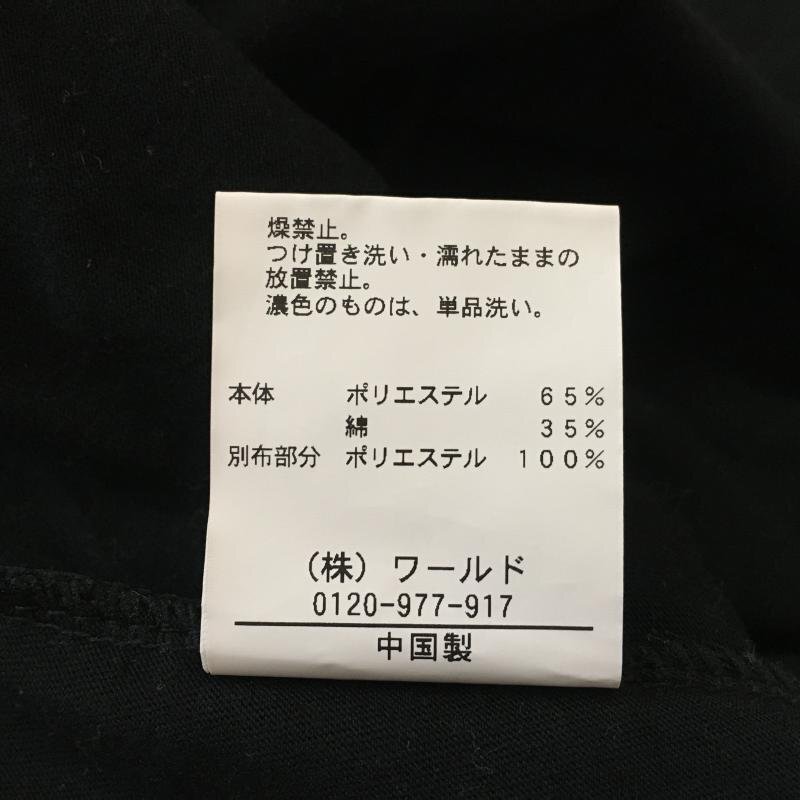 燥禁止。
つけ置き洗い・濡れたままの
放置禁止。
濃色のものは、単品洗い。
本体 ポリエステル 65%
綿 35%
別布部分 ポリエステル 100%
(株)ワールド
0120-977-917
中国製